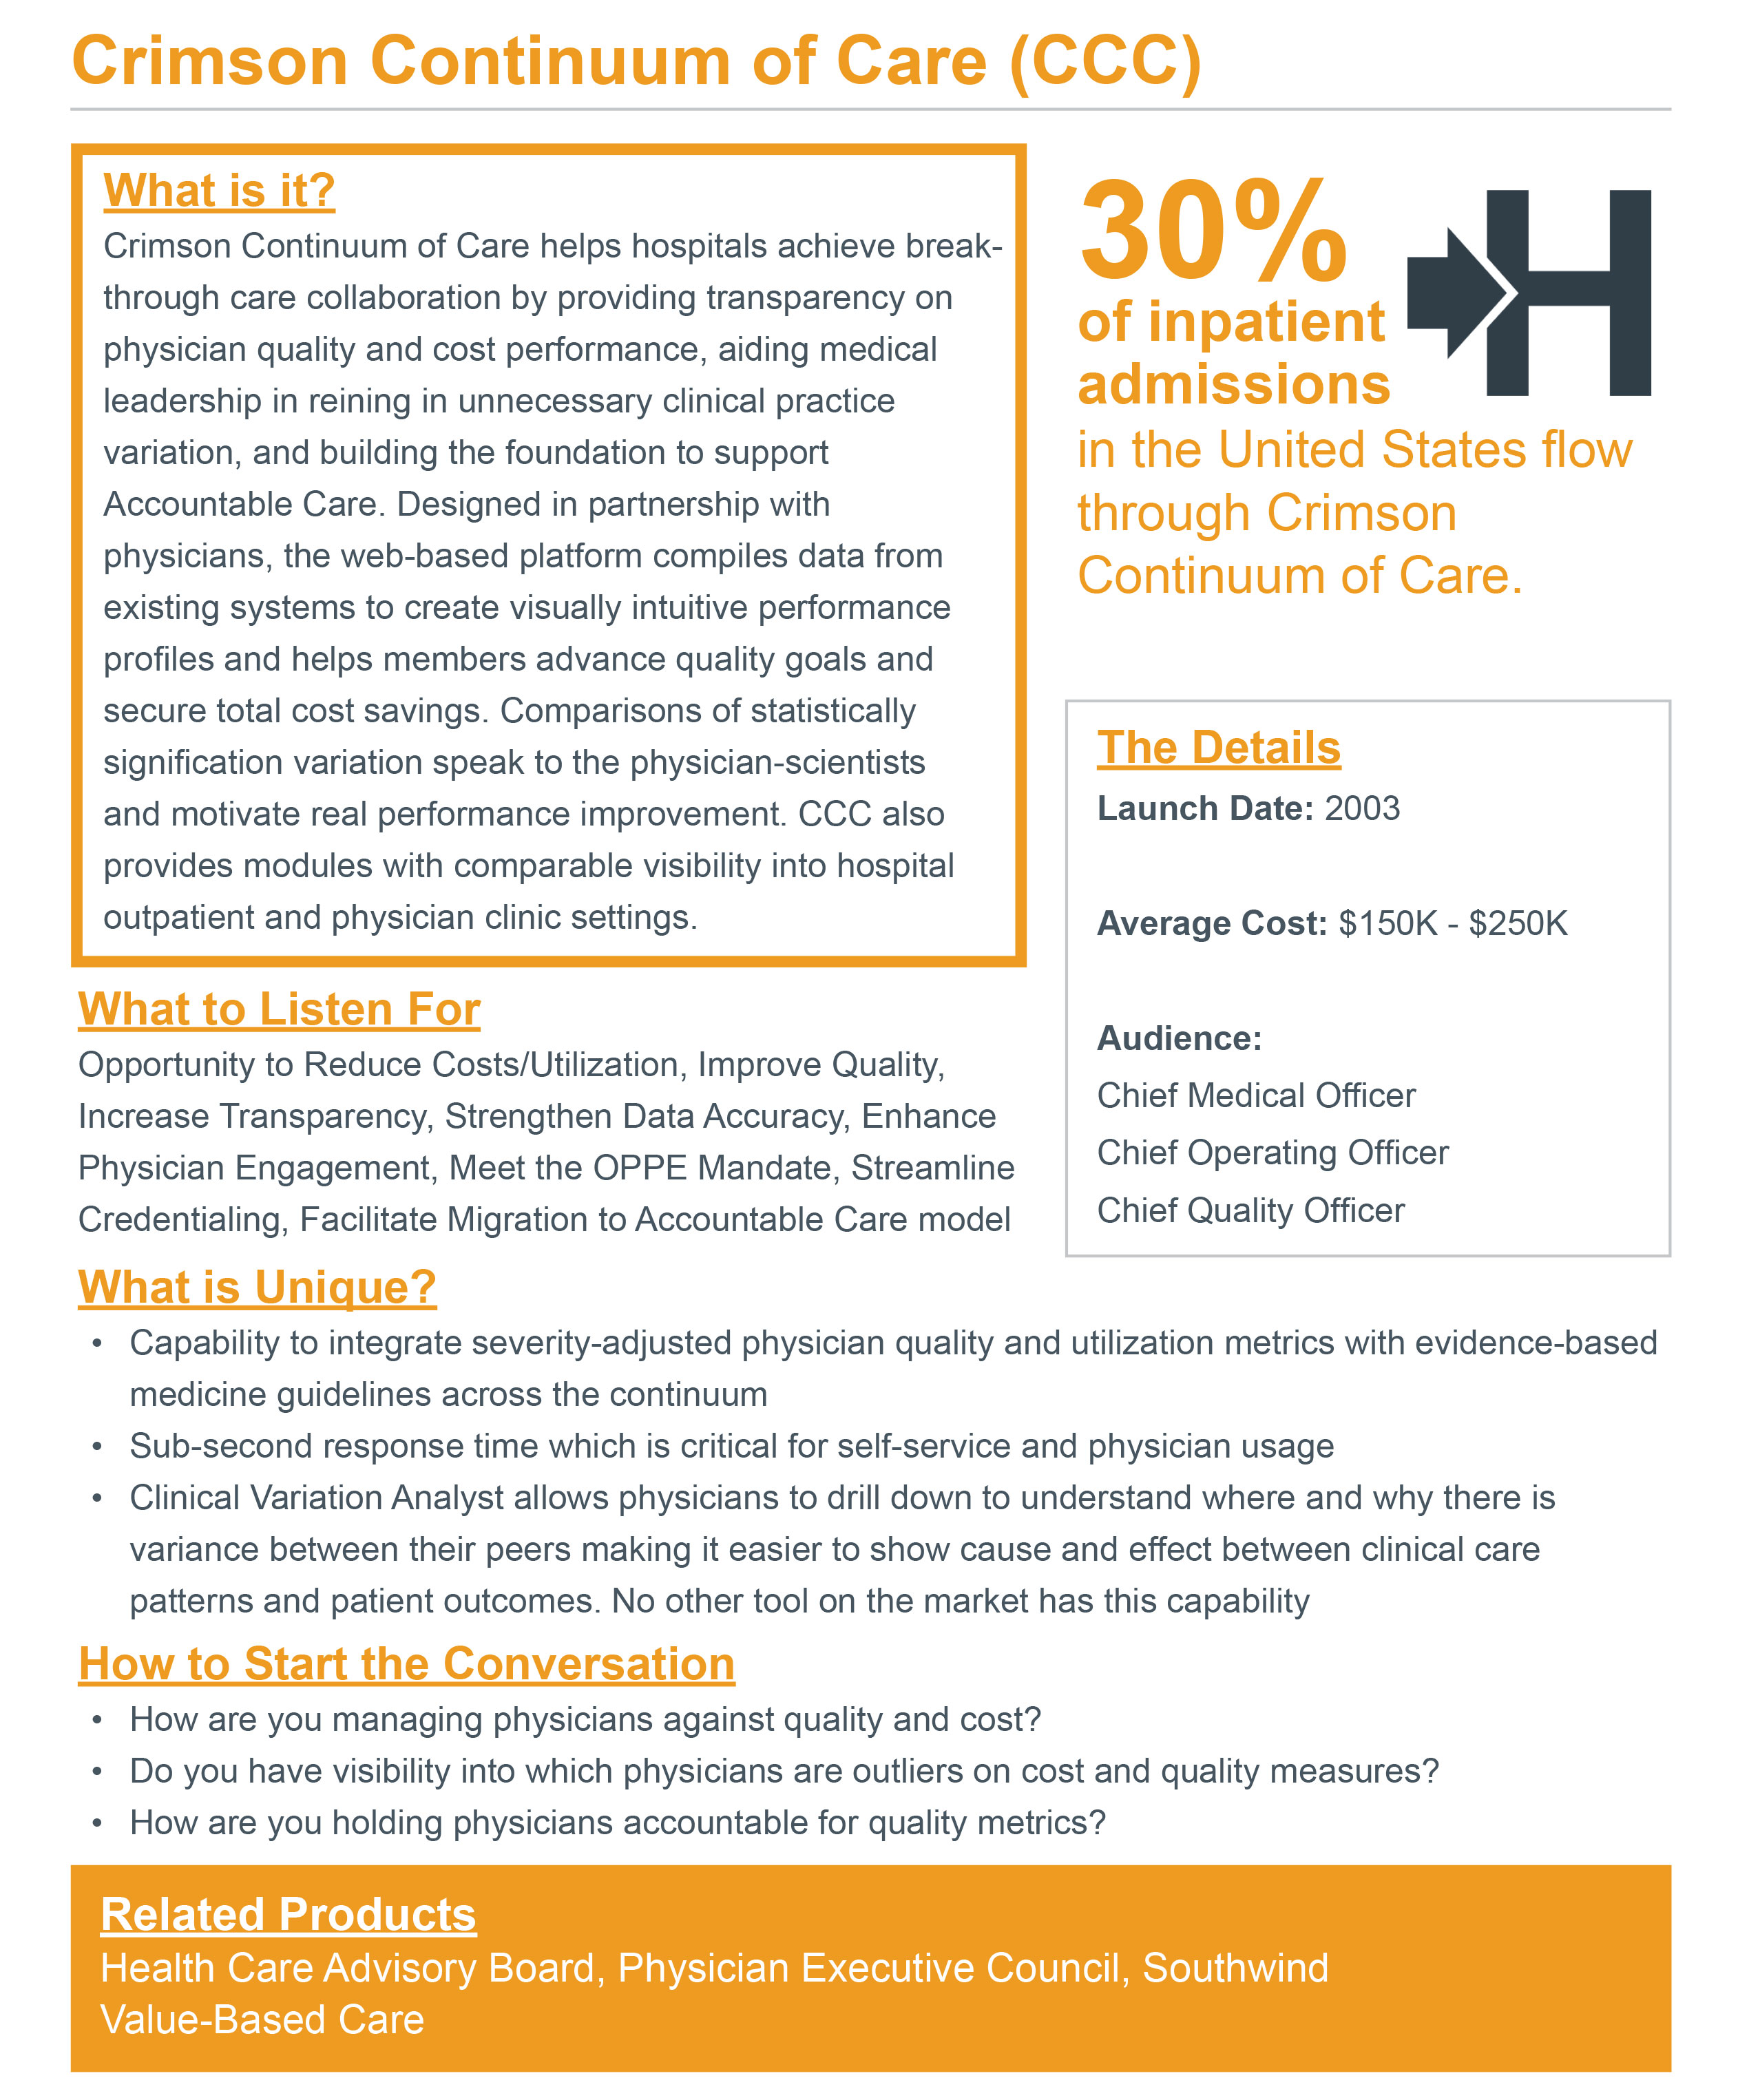 Crimson Continuum of Care (CCC)
What is it?
Crimson Continuum of Care helps hospitals achieve break-
through care collaboration by providing transparency on
physician quality and cost performance, aiding medical
leadership in reining in unnecessary clinical practice
variation, and building the foundation to support
Accountable Care. Designed in partnership with
physicians, the web-based platform compiles data from
existing systems to create visually intuitive performance
profiles and helps members advance quality goals and
secure total cost savings. Comparisons of statistically
signification variation speak to the physician-scientists
and motivate real performance improvement. CCC also
provides modules with comparable visibility into hospital
outpatient and physician clinic settings.
30%
of inpatient
admissions
in the United States flow
through Crimson
Continuum of Care.
H
The Details
Launch Date: 2003
Average Cost: $150K - $250K
Audience:
Chief Medical Officer
Chief Operating Officer
Chief Quality Officer
What to Listen For
Opportunity to Reduce Costs/Utilization, Improve Quality,
Increase Transparency, Strengthen Data Accuracy, Enhance
Physician Engagement, Meet the OPPE Mandate, Streamline
Credentialing, Facilitate Migration to Accountable Care model
What is Unique?
• Capability to integrate severity-adjusted physician quality and utilization metrics with evidence-based
medicine guidelines across the continuum
• Sub-second response time which is critical for self-service and physician usage
• Clinical Variation Analyst allows physicians to drill down to understand where and why there is
variance between their peers making it easier to show cause and effect between clinical care
patterns and patient outcomes. No other tool on the market has this capability
How to Start the Conversation
• How are you managing physicians against quality and cost?
• Do you have visibility into which physicians are outliers on cost and quality measures?
• How are you holding physicians accountable for quality metrics?
Related Products
Health Care Advisory Board, Physician Executive Council, Southwind
Value-Based Care